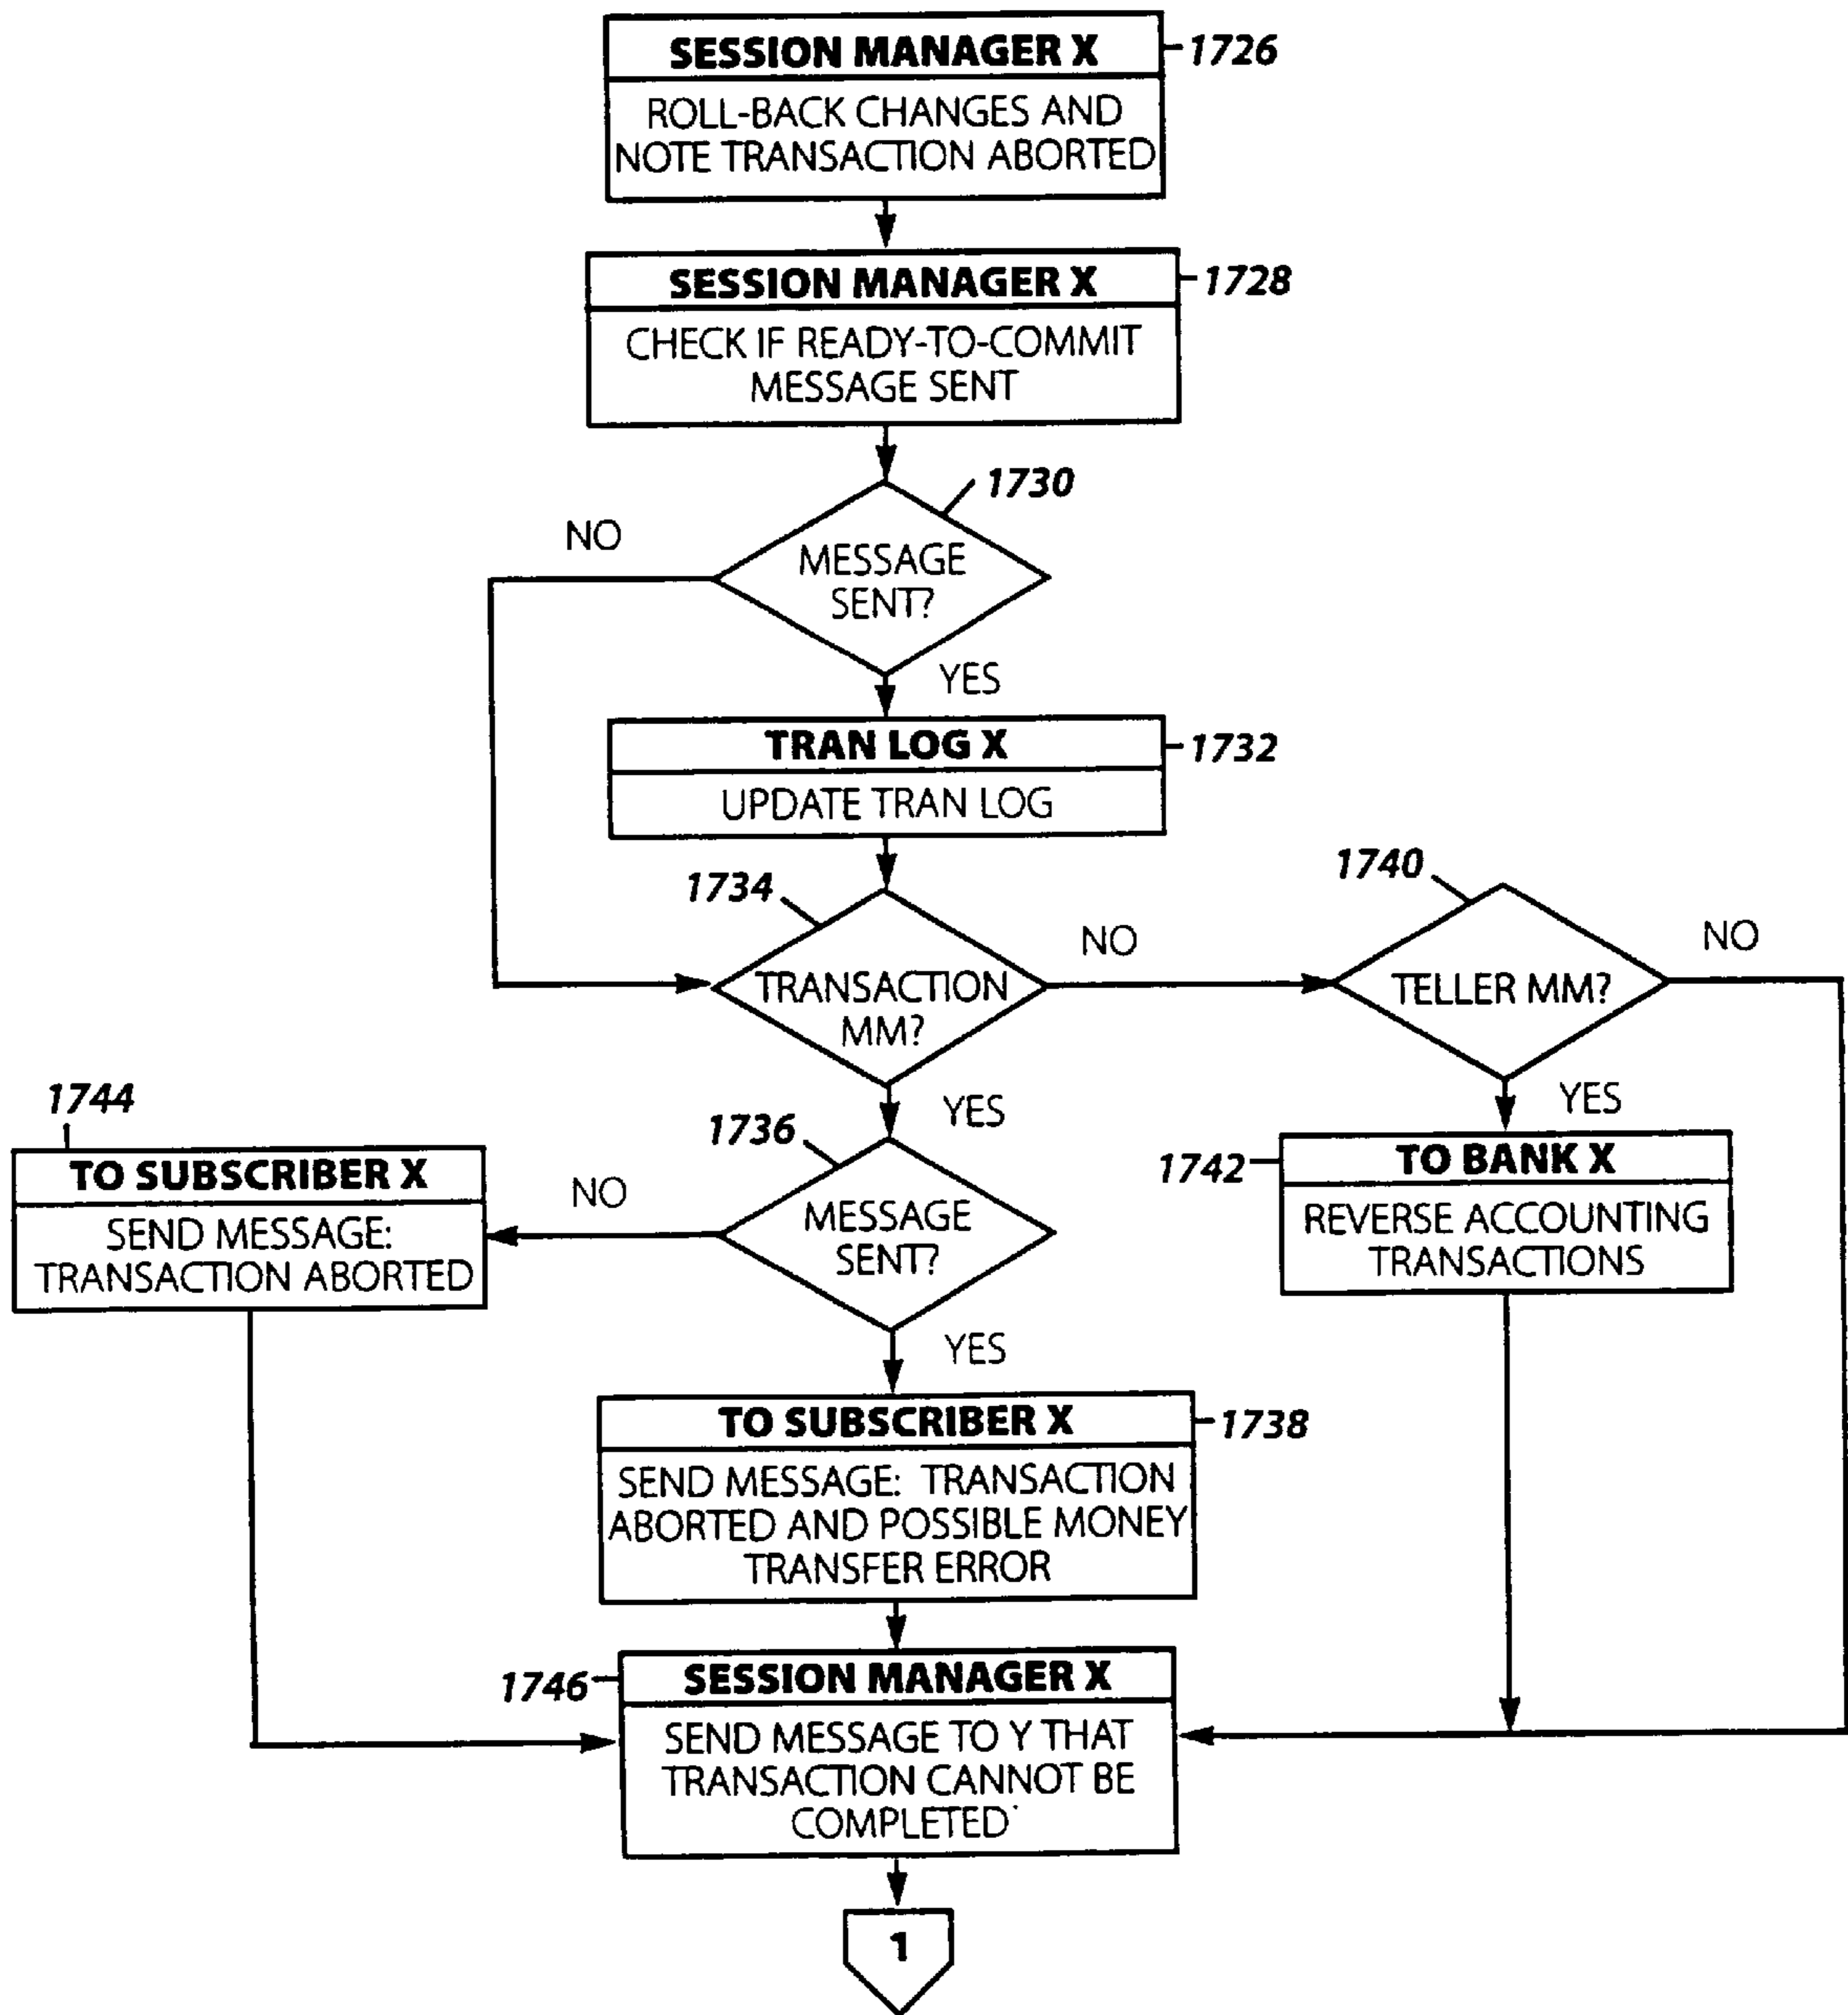 SESSION MANAGER X
1726
ROLL-BACK CHANGES AND
NOTE TRANSACTION ABORTED
SESSION MANAGER X
1728
CHECK IF READY-TO-COMMIT
MESSAGE SENT
1730
NO
MESSAGE
SENT?
YES
TRAN LOG X
1732
UPDATE TRAN LOG
1734
1740
NO
NO
TRANSACTION
MM?
TELLER MM?
1744
YES
YES
1736
TO SUBSCRIBER X
NO
1742
TO BANK X
SEND MESSAGE:
TRANSACTION ABORTED
MESSAGE
SENT?
REVERSE ACCOUNTING
TRANSACTIONS
YES
TO SUBSCRIBER X
1738
SEND MESSAGE: TRANSACTION
ABORTED AND POSSIBLE MONEY
TRANSFER ERROR
1746
SESSION MANAGER X
SEND MESSAGE TO Y THAT
TRANSACTION CANNOT BE
COMPLETED
1